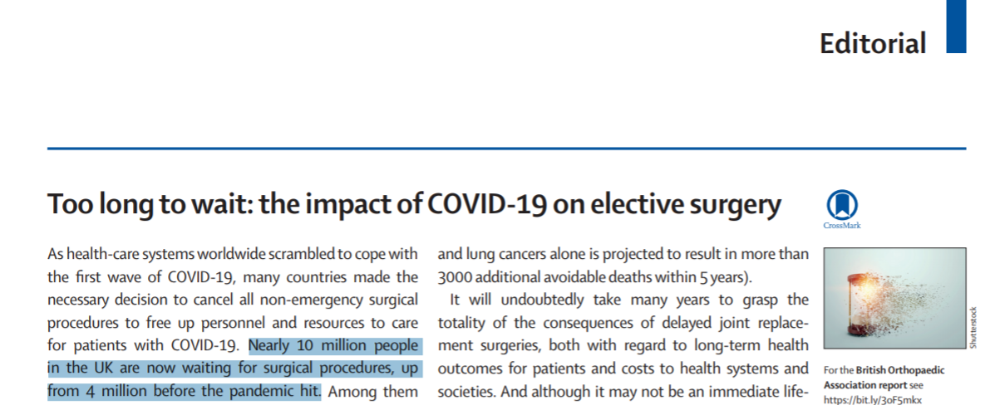 Editorial
Too long to wait: the impact of COVID-19 on elective surgery
As health-care systems worldwide scrambled to cope with
the first wave of COVID-19, many countries made the
necessary decision to cancel all non-emergency surgical
procedures to free up personnel and resources to care
for patients with COVID-19. Nearly 10 million people
in the UK are now waiting for surgical procedures, up
from 4 million before the pandemic hit. Among them
and lung cancers alone is projected to result in more than
3000 additional avoidable deaths within 5 years).
It will undoubtedly take many years to grasp the
totality of the consequences of delayed joint replace-
ment surgeries, both with regard to long-term health
outcomes for patients and costs to health systems and
societies. And although it may not be an immediate life-
CrossMark
Shutterstock
For the British Orthopaedic
Association report see
https://bit.ly/3oF5mkx